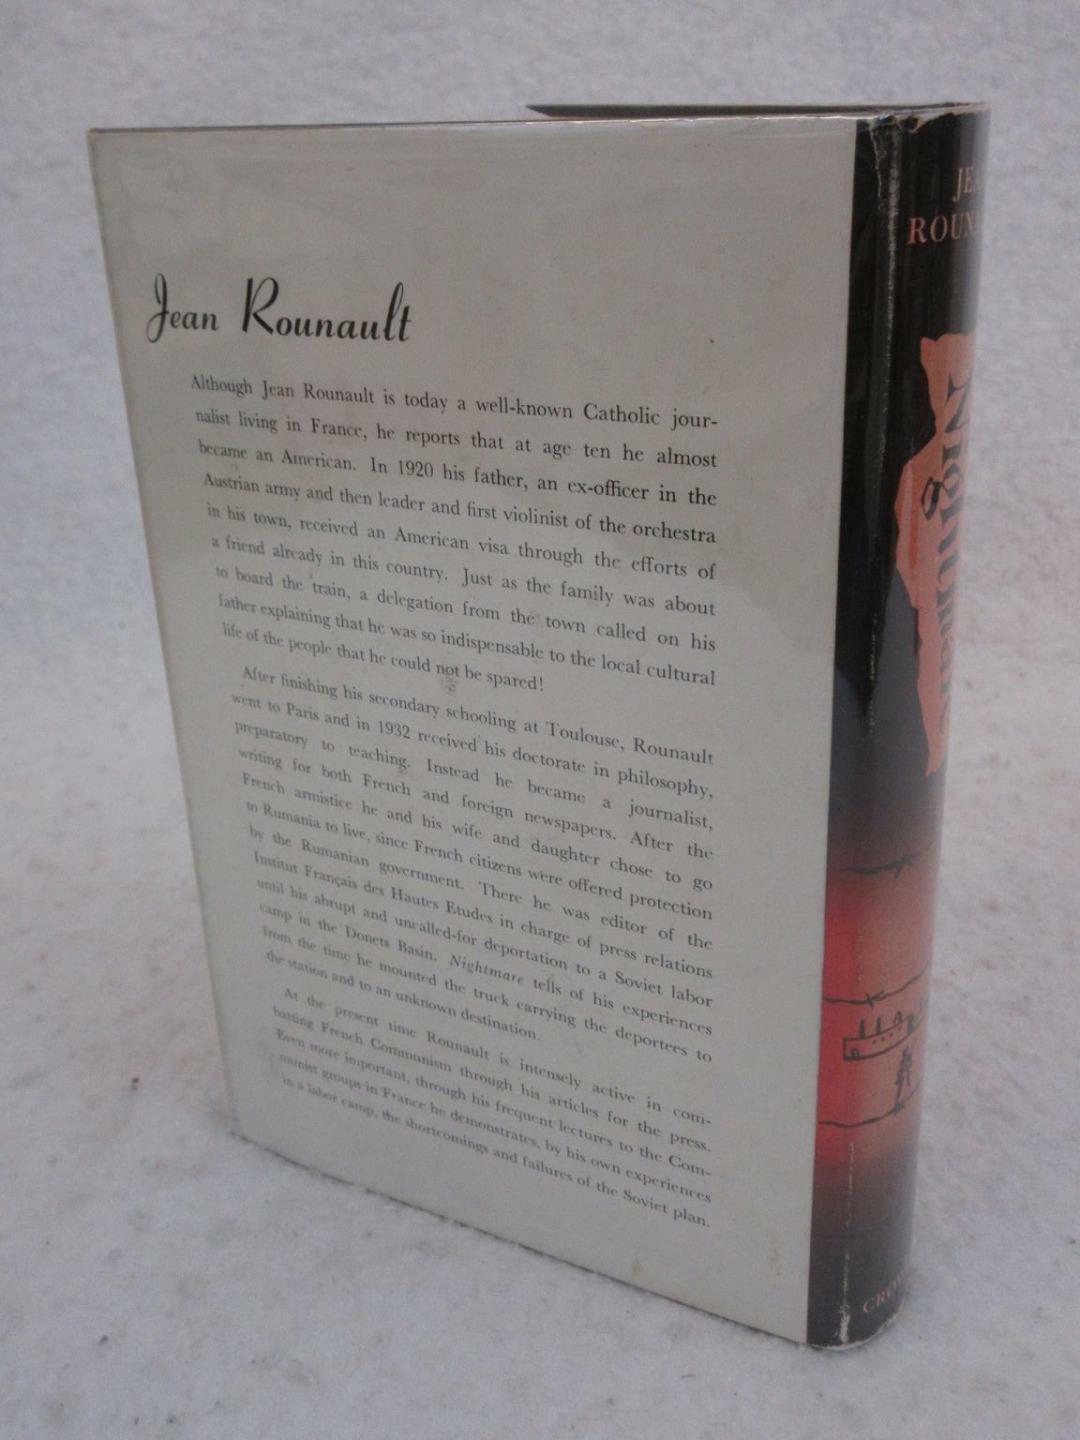 Jean Rounault
Although Jean Rounault is today a well-known Catholic jour-
nalist living in France, he reports that at age ten he almost
became an American. In 1920 his father, an ex-officer in the
Austrian army and then leader and first violinist of the orchestra
in his town, received an American visa through the efforts of
a friend already in this country. Just as the family was about
to board the train, a delegation from the town called on his
father explaining that he was so indispensable to the local cultural
life of the people that he could not be spared!
After finishing his secondary schooling at Toulouse, Rounault
went to Paris and in 1932 received his doctorate in philosophy,
preparatory to teaching. Instead he became a journalist,
writing for both French and foreign newspapers. After the
French armistice he and his wife and daughter chose to go
to Rumania to live, since French citizens were offered protection
by the Rumanian government. There he was editor of the
Institut Français des Hautes Etudes in charge of press relations
until his abrupt and uncalled-for deportation to a Soviet labor
camp in the Donets Basin. Nightmare tells of his experiences
from the time he mounted the truck carrying the deportees to
the station and to an unknown destination.
At the present time Rounault is intensely active in com-
batting French Communism through his articles for the press.
Even more important, through his frequent lectures to the Com-
munist groups in France he demonstrates, by his own experiences
in a labor camp, the shortcomings and failures of the Soviet plan.
JEA
ROUNA
Nightmare
CROW